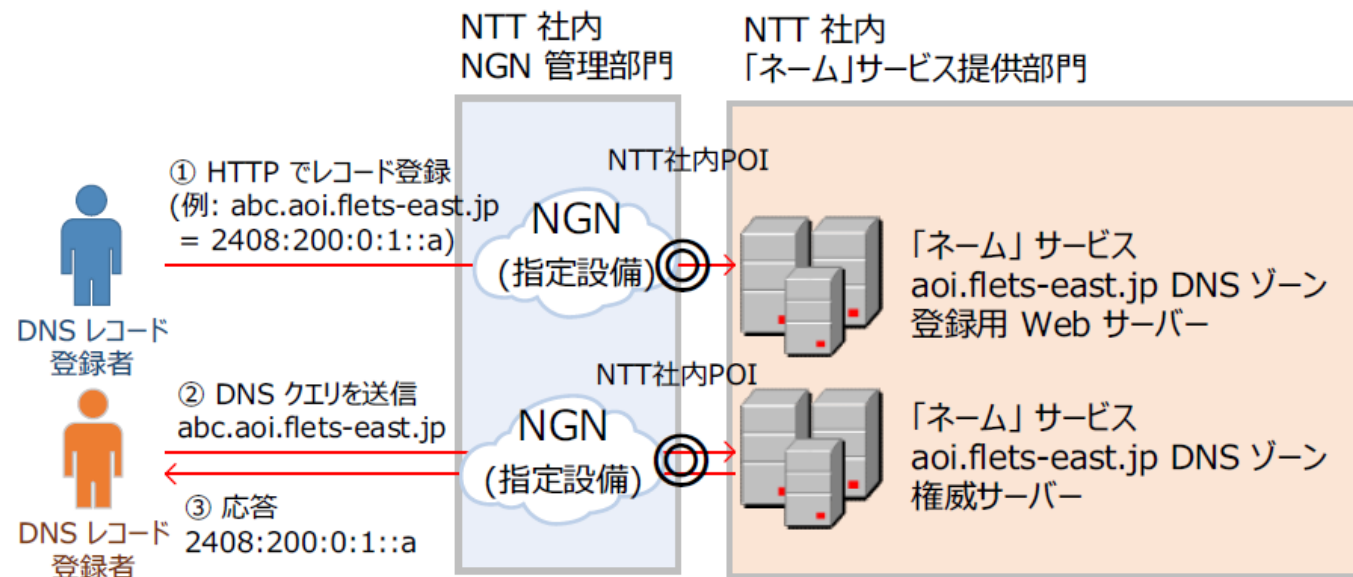 NTT 社内
NGN 管理部門
NTT 社内
「ネーム」サービス提供部門
① HTTP でレコード登録
(例: abc.aoi.flets-east.jp
= 2408:200:0:1::a)
NTT社内POI
NGN
(指定設備)
「ネーム」 サービス
aoi.flets-east.jp DNS ゾーン
登録用 Web サーバー
DNS レコード
登録者
NTT社内POI
② DNS クエリを送信
abc.aoi.flets-east.jp
NGN
(指定設備)
「ネーム」 サービス
aoi.flets-east.jp DNS ゾーン
権威サーバー
③ 応答
2408:200:0:1::a
DNS レコード
登録者